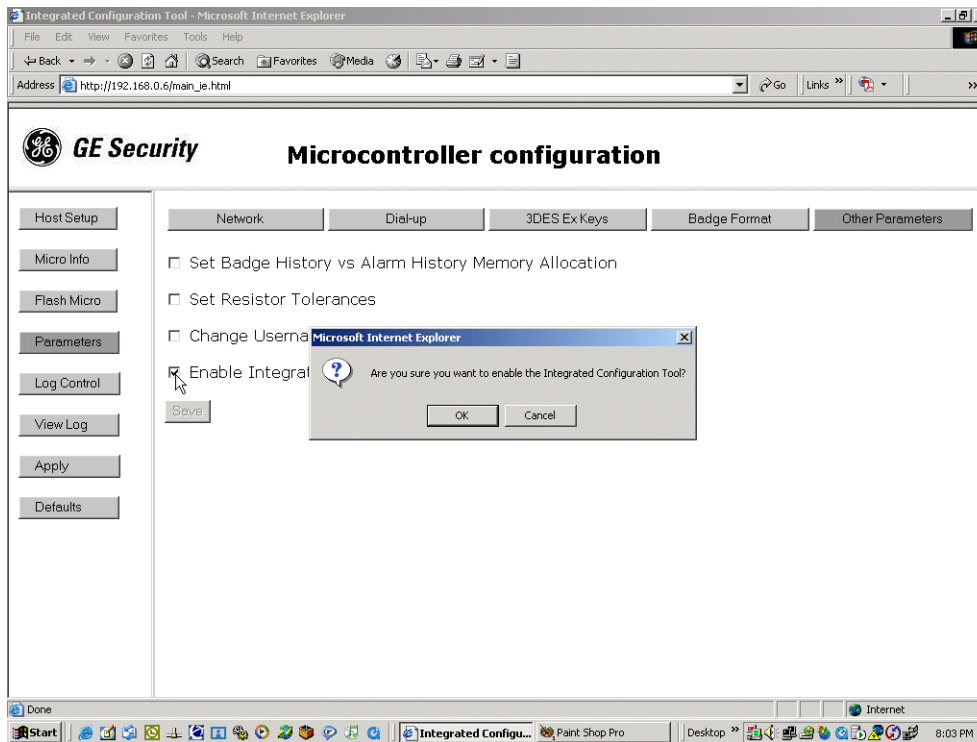 Integrated Configuration Tool - Microsoft Internet Explorer
File Edit View Favorites Tools Help
Back Search Favorites Media
Address http://192.168.0.6/main_ie.html Go Links »
GE Security Microcontroller configuration
Host Setup
Micro Info
Flash Micro
Parameters
Log Control
View Log
Apply
Defaults
Network Dial-up 3DES Ex Keys Badge Format Other Parameters
Set Badge History vs Alarm History Memory Allocation
Set Resistor Tolerances
Change Userna
Enable Integrat
Save
Microsoft Internet Explorer
Are you sure you want to enable the Integrated Configuration Tool?
OK Cancel
Done Internet
Start Integrated Configu... Paint Shop Pro Desktop » 8:03 PM